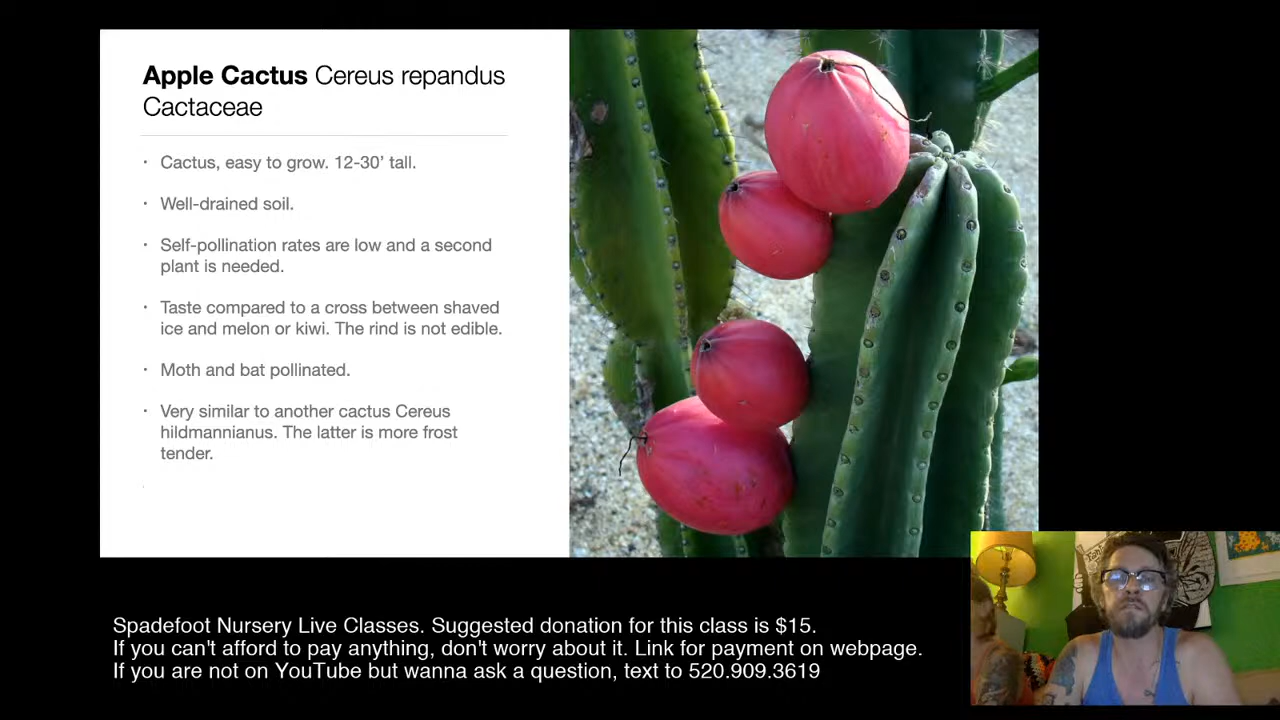 Apple Cactus Cereus repandus
Cactaceae
· Cactus, easy to grow. 12-30’ tall.
· Well-drained soil.
· Self-pollination rates are low and a second
plant is needed.
· Taste compared to a cross between shaved
ice and melon or kiwi. The rind is not edible.
· Moth and bat pollinated.
· Very similar to another cactus Cereus
hildmannianus. The latter is more frost
tender.
Spadefoot Nursery Live Classes. Suggested donation for this class is $15.
If you can't afford to pay anything, don't worry about it. Link for payment on webpage.
If you are not on YouTube but wanna ask a question, text to 520.909.3619